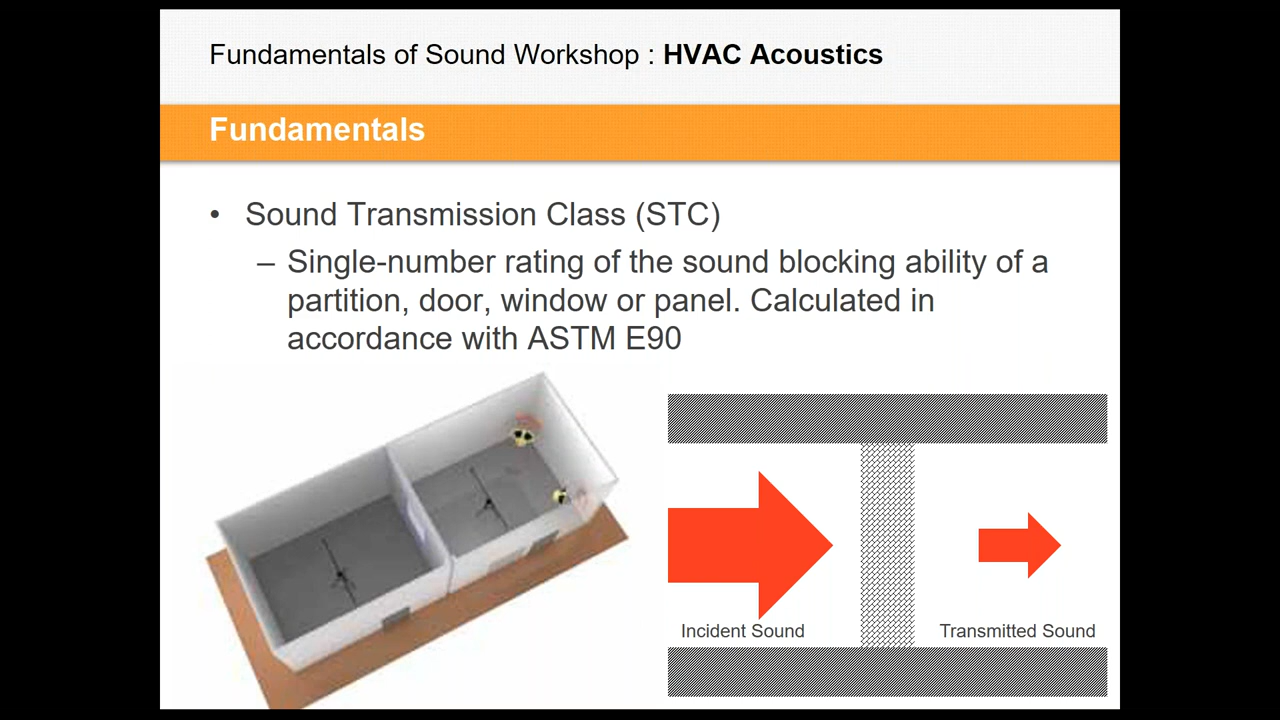 Fundamentals of Sound Workshop : HVAC Acoustics
Fundamentals
• Sound Transmission Class (STC)
– Single-number rating of the sound blocking ability of a
partition, door, window or panel. Calculated in
accordance with ASTM E90
Incident Sound
Transmitted Sound